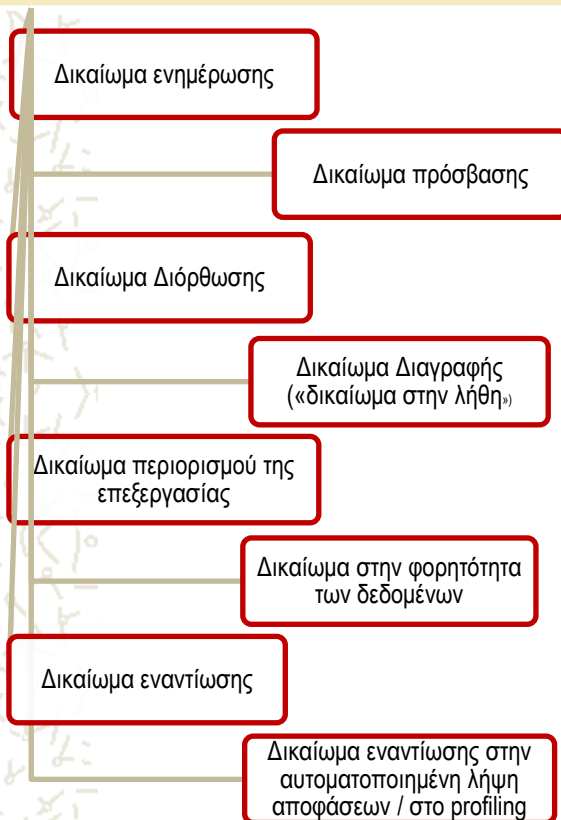 Δικαίωμα ενημέρωσης
Δικαίωμα πρόσβασης
Δικαίωμα Διόρθωσης
Δικαίωμα Διαγραφής
(«δικαίωμα στην λήθη»)
Δικαίωμα περιορισμού της
επεξεργασίας
Δικαίωμα στην φορητότητα
των δεδομένων
Δικαίωμα εναντίωσης
Δικαίωμα εναντίωσης στην
αυτοματοποιημένη λήψη
αποφάσεων / στο profiling